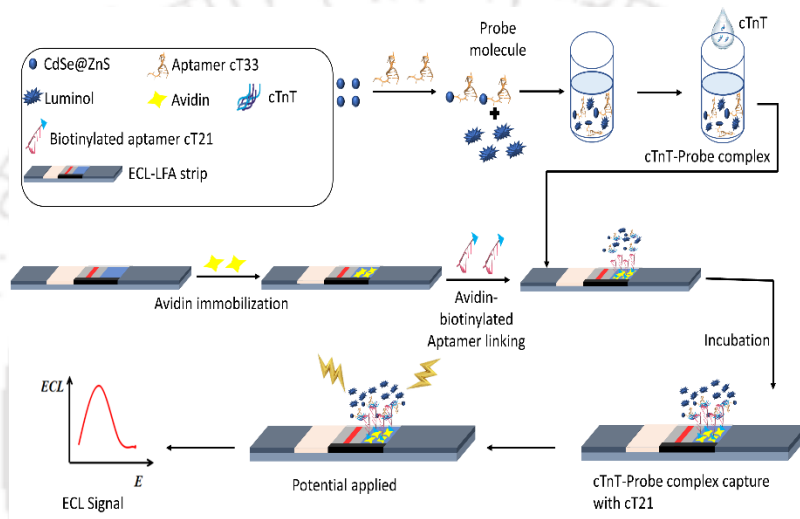 CdSe@ZnS
Aptamer cT33
Luminol
Avidin
cTnT
Biotinylated aptamer cT21
ECL-LFA strip
Probe
molecule
+
cTnT
cTnT-Probe complex
Avidin immobilization
Avidin-
biotinylated
Aptamer linking
Incubation
ECL
E
ECL Signal
Potential applied
cTnT-Probe complex capture
with cT21